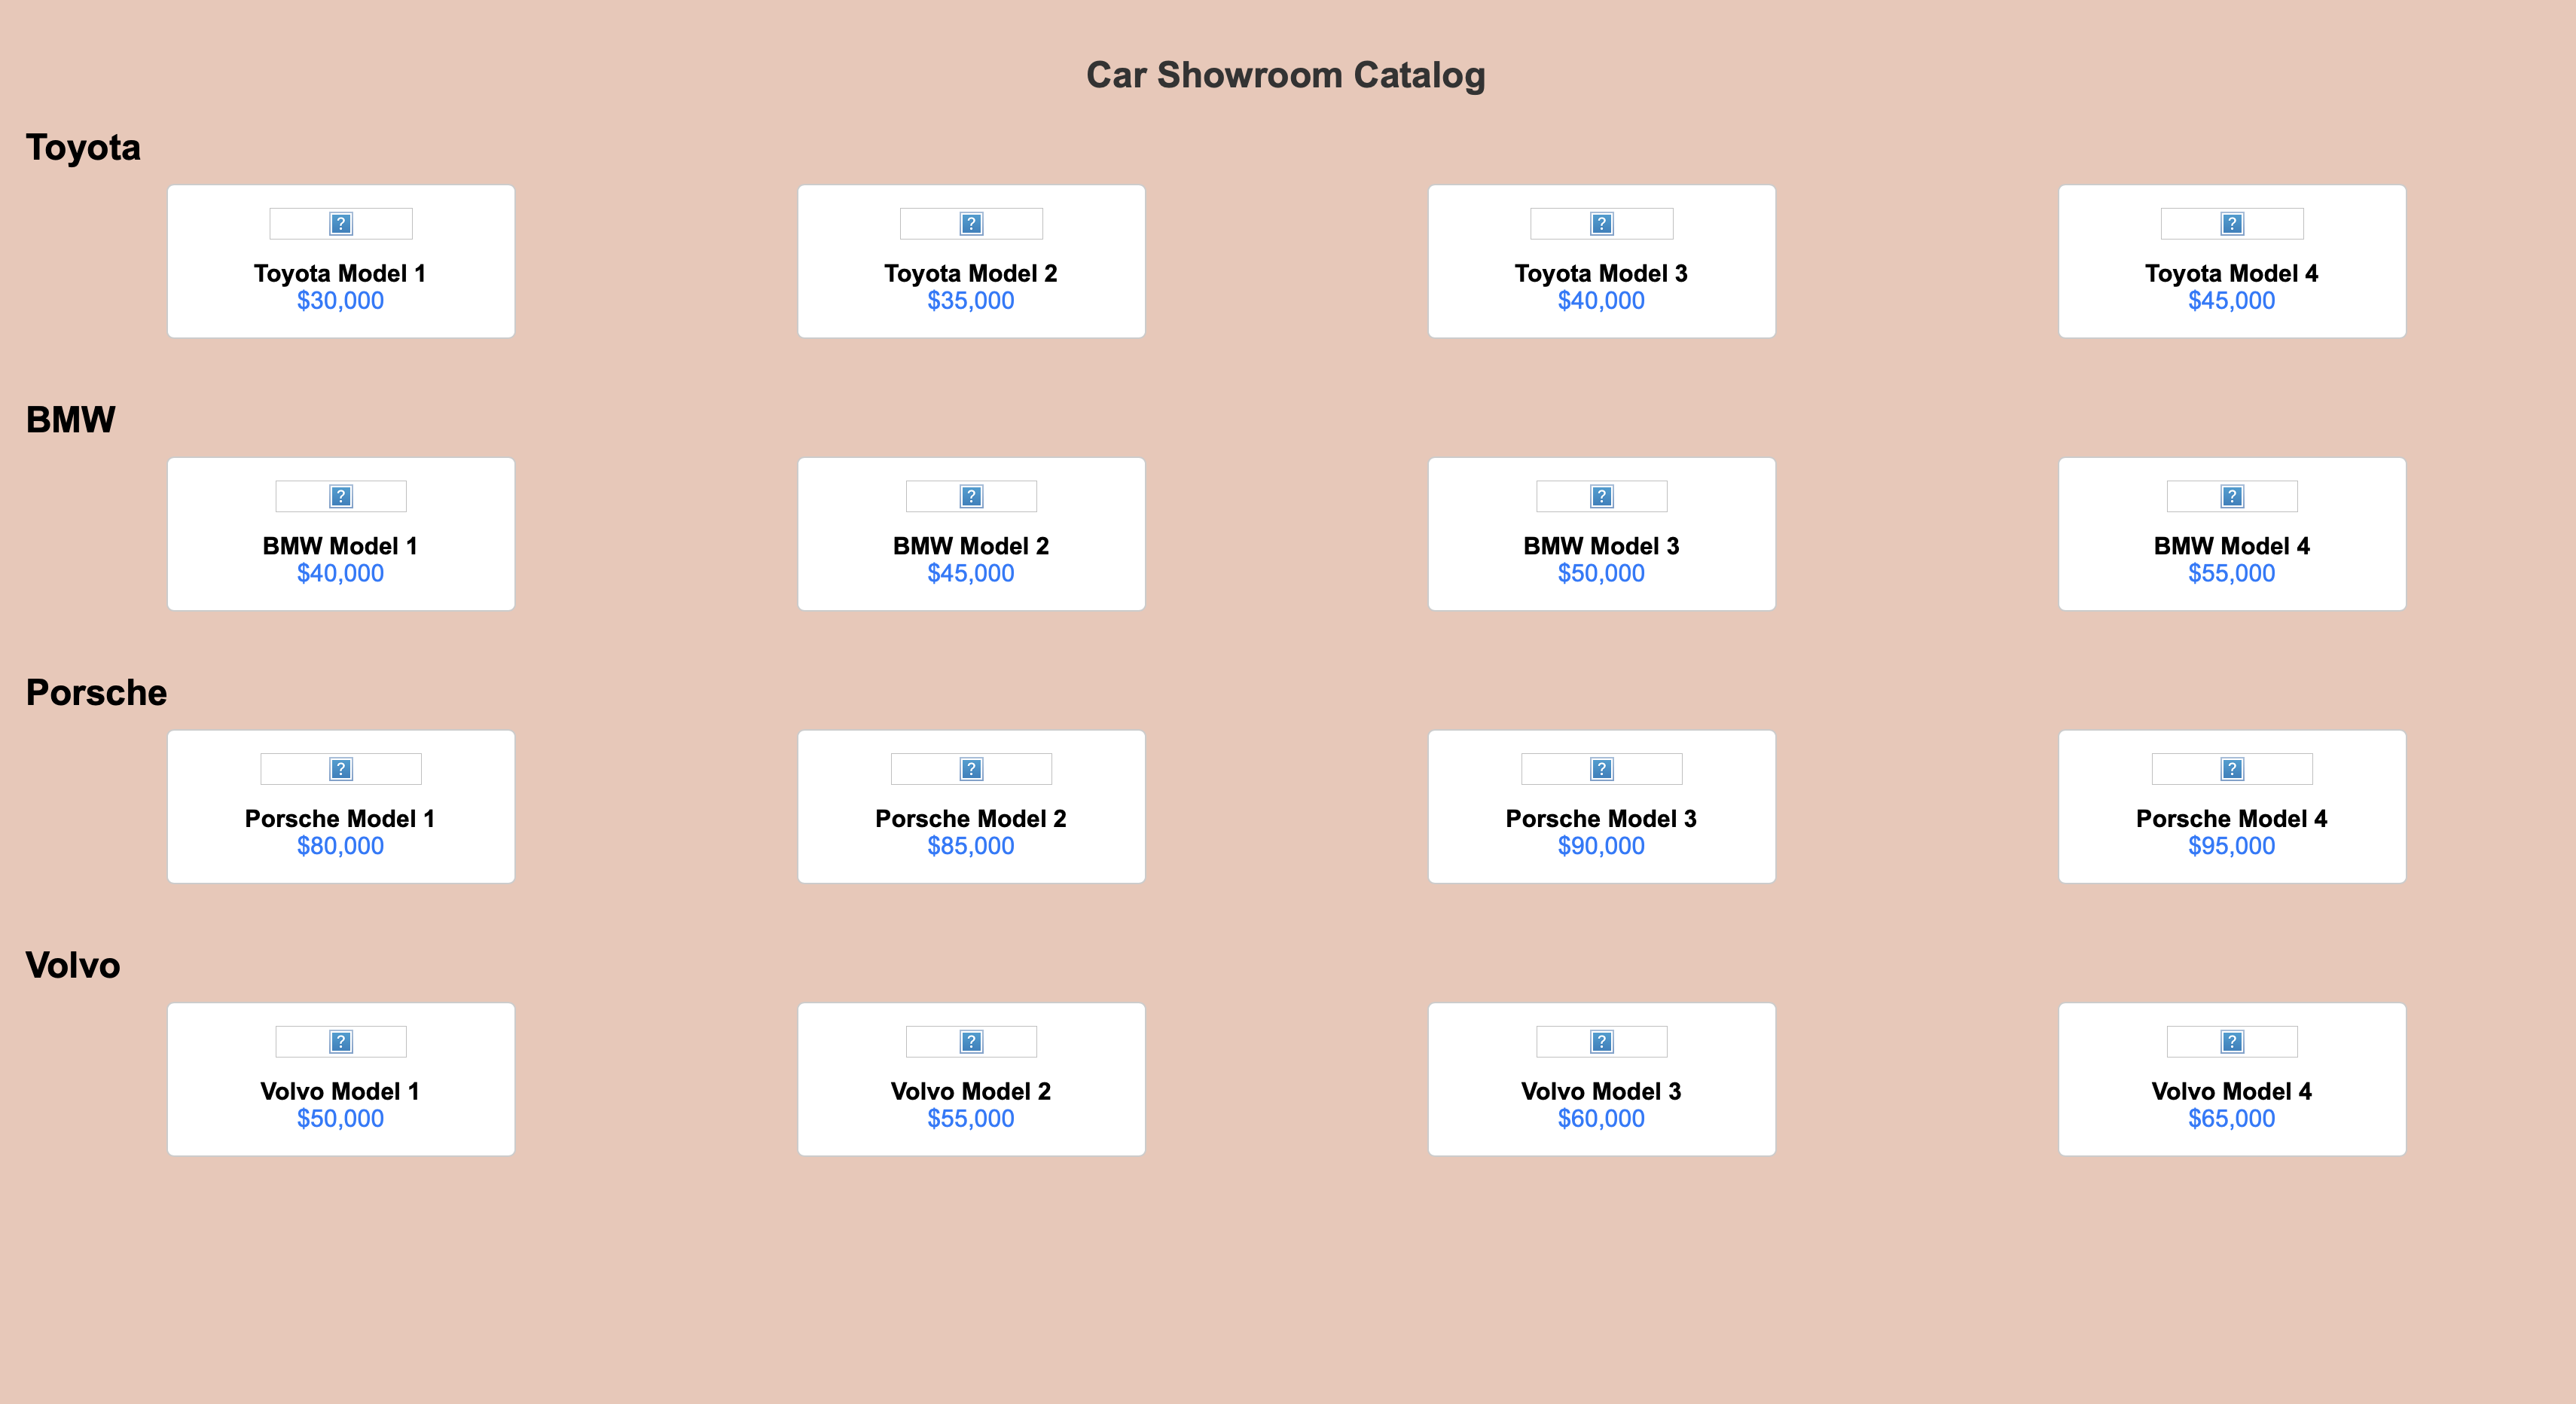 Car Showroom Catalog
Toyota
Toyota Model 1
$30,000
Toyota Model 2
$35,000
Toyota Model 3
$40,000
Toyota Model 4
$45,000
BMW
BMW Model 1
$40,000
BMW Model 2
$45,000
BMW Model 3
$50,000
BMW Model 4
$55,000
Porsche
Porsche Model 1
$80,000
Porsche Model 2
$85,000
Porsche Model 3
$90,000
Porsche Model 4
$95,000
Volvo
Volvo Model 1
$50,000
Volvo Model 2
$55,000
Volvo Model 3
$60,000
Volvo Model 4
$65,000